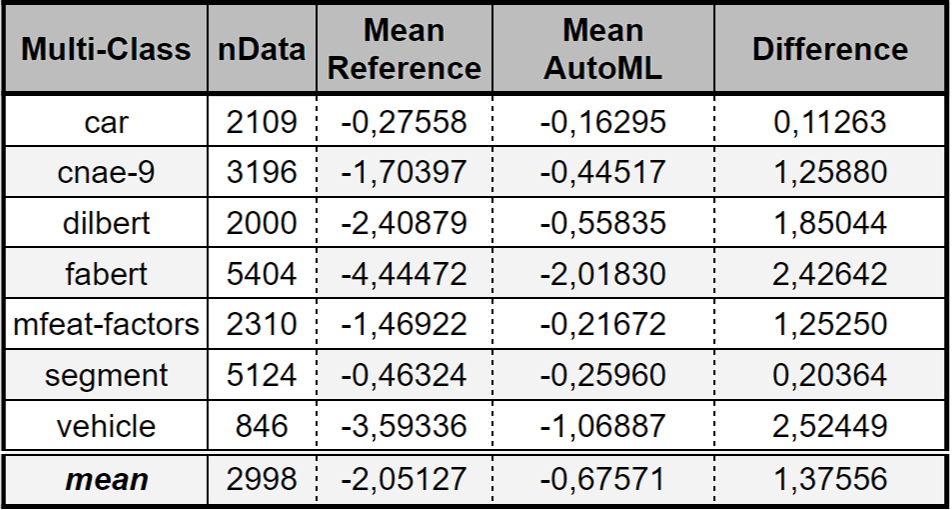 Multi-Class nData Mean Reference Mean AutoML Difference
car 2109 -0,27558 -0,16295 0,11263
cnae-9 3196 -1,70397 -0,44517 1,25880
dilbert 2000 -2,40879 -0,55835 1,85044
fabert 5404 -4,44472 -2,01830 2,42642
mfeat-factors 2310 -1,46922 -0,21672 1,25250
segment 5124 -0,46324 -0,25960 0,20364
vehicle 846 -3,59336 -1,06887 2,52449
mean 2998 -2,05127 -0,67571 1,37556